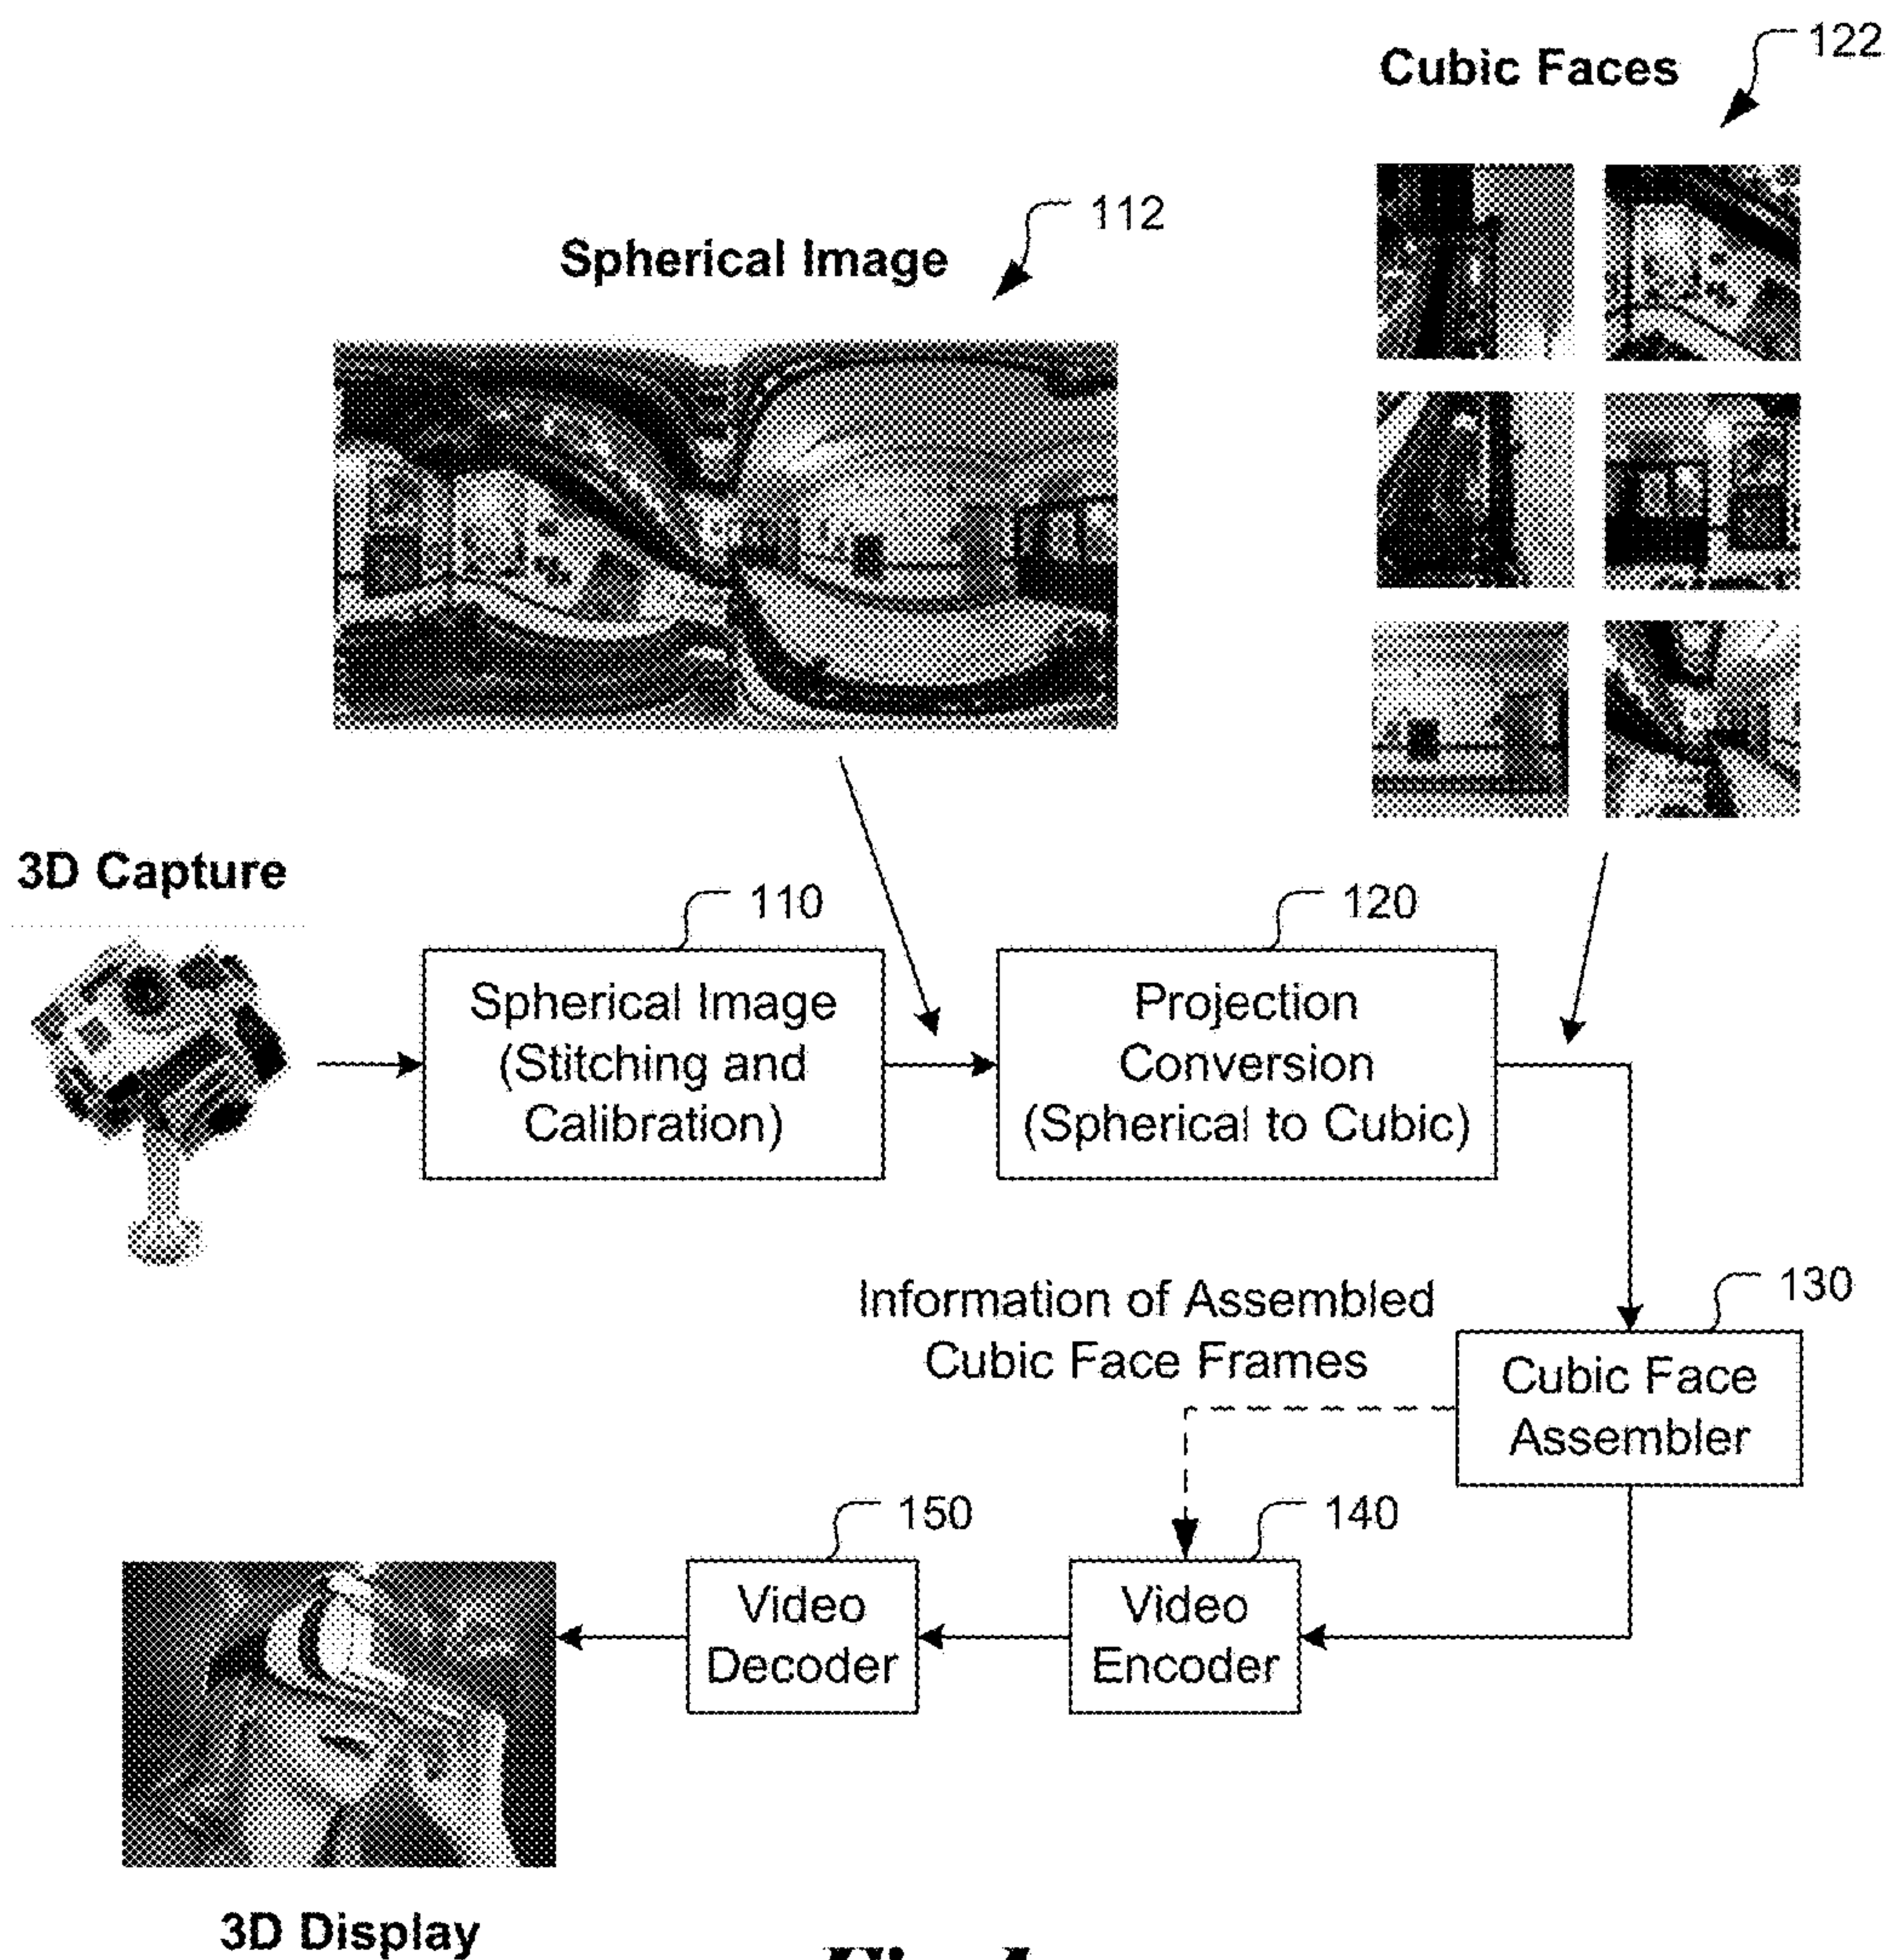 122
Cubic Faces
112
Spherical Image
3D Capture
110
120
Spherical Image
(Stitching and
Calibration)
Projection
Conversion
(Spherical to Cubic)
Information of Assembled
Cubic Face Frames
130
Cubic Face
Assembler
150
140
Video
Decoder
Video
Encoder
3D Display